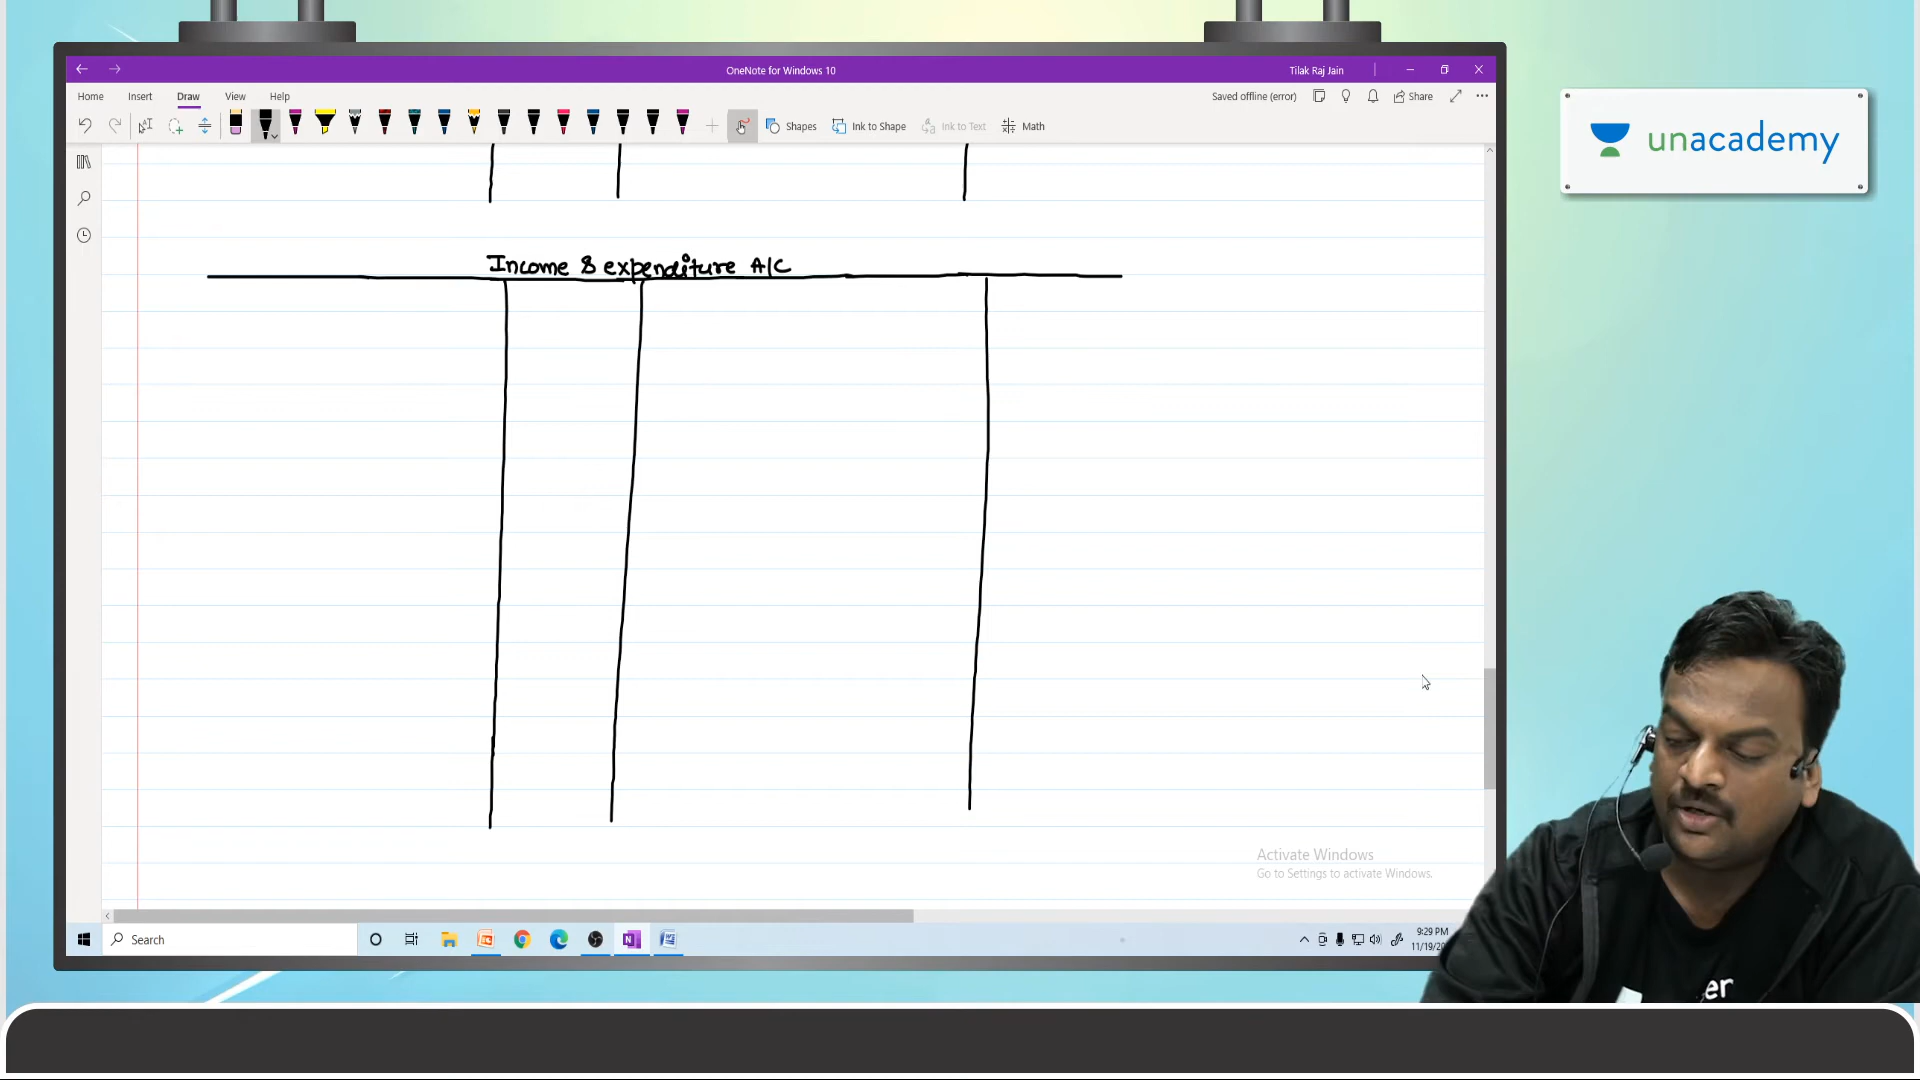 OneNote for Windows 10
Tilak Raj Jain
Home Insert Draw View Help
Saved offline (error)
Share
Shapes
Ink to Shape
Ink to Text
Math
unacademy
Income & expenditure A/C
Activate Windows
Go to Settings to activate Windows.
Search
9:29 PM
er